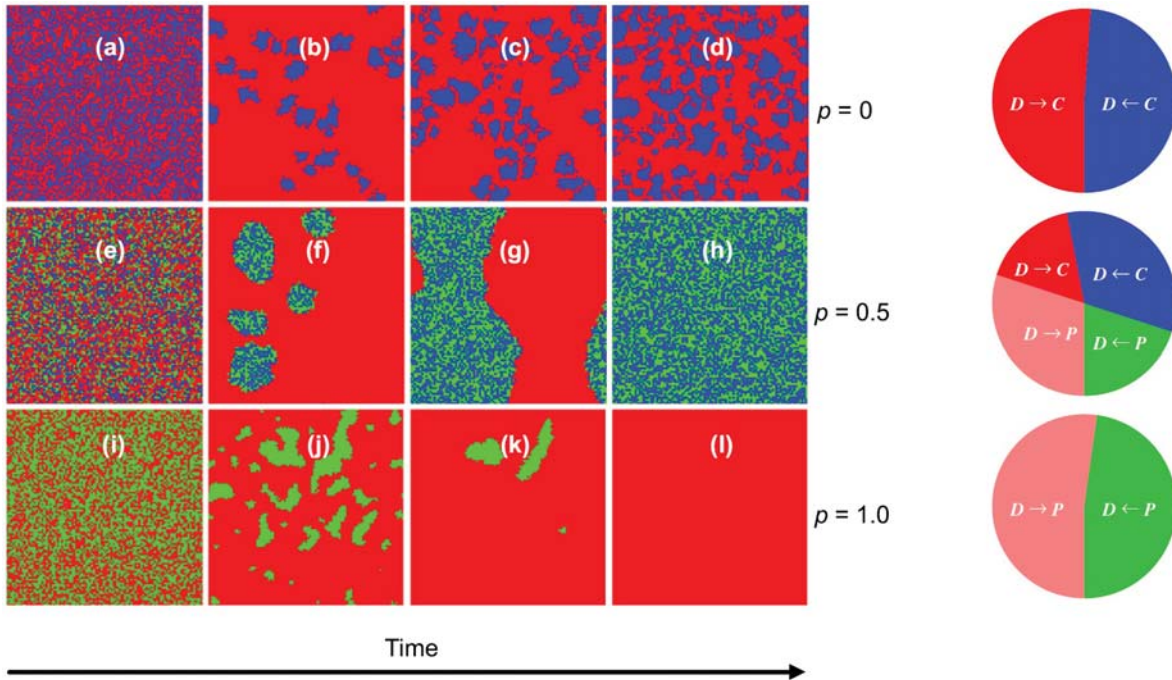 (a) (b) (c) (d)
p = 0
D → C D ← C
(e) (f) (g) (h)
p = 0.5
D → C D ← C
D → P D ← P
(i) (j) (k) (l)
p = 1.0
D → P D ← P
Time